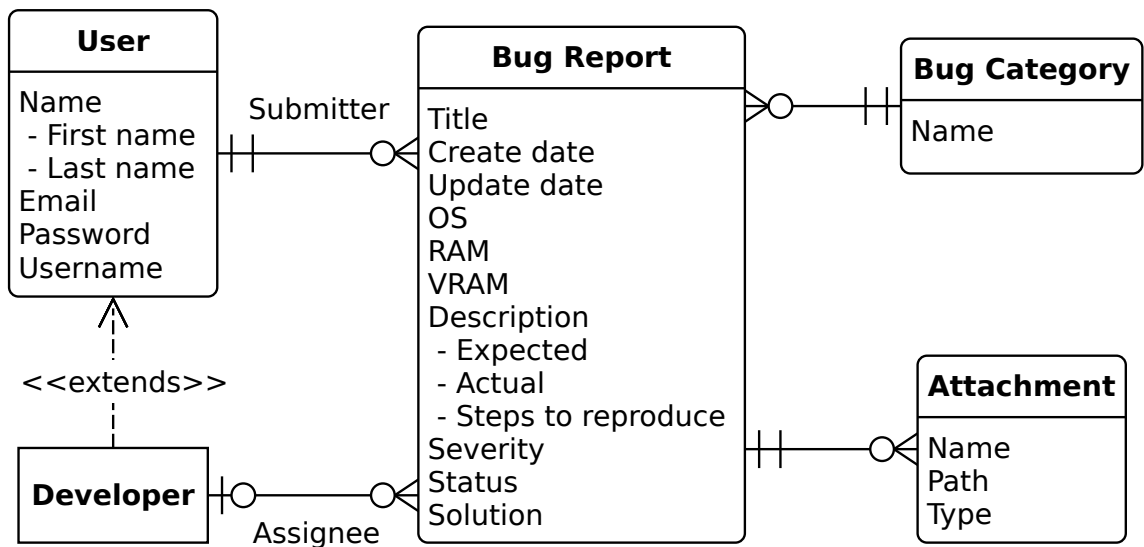 User
Name
- First name
- Last name
Email
Password
Username
Submitter
Bug Report
Title
Create date
Update date
OS
RAM
VRAM
Description
- Expected
- Actual
- Steps to reproduce
Severity
Status
Solution
Bug Category
Name
<<extends>>
Developer
Assignee
Attachment
Name
Path
Type